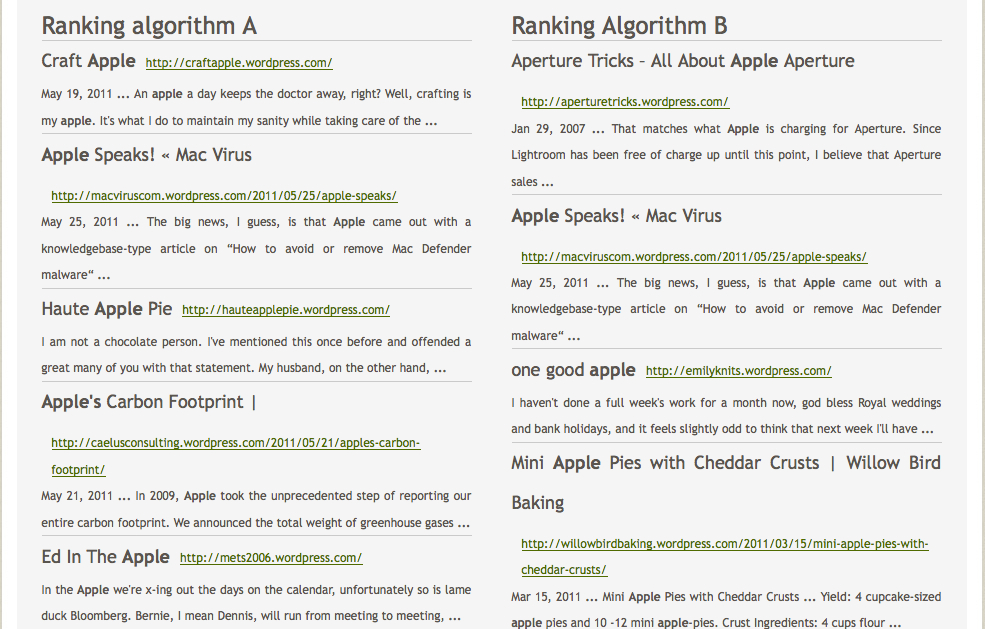 Ranking algorithm A
Craft Apple http://craftapple.wordpress.com/
May 19, 2011 ... An apple a day keeps the doctor away, right? Well, crafting is
my apple. It's what I do to maintain my sanity while taking care of the ...
Apple Speaks! « Mac Virus
http://macviruscom.wordpress.com/2011/05/25/apple-speaks/
May 25, 2011 ... The big news, I guess, is that Apple came out with a
knowledgebase-type article on “How to avoid or remove Mac Defender
malware“ ...
Haute Apple Pie http://hauteapplepie.wordpress.com/
I am not a chocolate person. I've mentioned this once before and offended a
great many of you with that statement. My husband, on the other hand, ...
Apple's Carbon Footprint |
http://caelusconsulting.wordpress.com/2011/05/21/apples-carbon-
footprint/
May 21, 2011 ... In 2009, Apple took the unprecedented step of reporting our
entire carbon footprint. We announced the total weight of greenhouse gases ...
Ed In The Apple http://mets2006.wordpress.com/
In the Apple we're x-ing out the days on the calendar, unfortunately so is lame
duck Bloomberg. Bernie, I mean Dennis, will run from meeting to meeting, ...
Ranking Algorithm B
Aperture Tricks - All About Apple Aperture
http://aperturetricks.wordpress.com/
Jan 29, 2007 ... That matches what Apple is charging for Aperture. Since
Lightroom has been free of charge up until this point, I believe that Aperture
sales ...
Apple Speaks! « Mac Virus
http://macviruscom.wordpress.com/2011/05/25/apple-speaks/
May 25, 2011 ... The big news, I guess, is that Apple came out with a
knowledgebase-type article on “How to avoid or remove Mac Defender
malware“ ...
one good apple http://emilyknits.wordpress.com/
I haven't done a full week's work for a month now, god bless Royal weddings
and bank holidays, and it feels slightly odd to think that next week I'll have ...
Mini Apple Pies with Cheddar Crusts | Willow Bird
Baking
http://willowbirdbaking.wordpress.com/2011/03/15/mini-apple-pies-with-
cheddar-crusts/
Mar 15, 2011 ... Mini Apple Pies with Cheddar Crusts ... Yield: 4 cupcake-sized
apple pies and 10 -12 mini apple-pies. Crust Ingredients: 4 cups flour ...